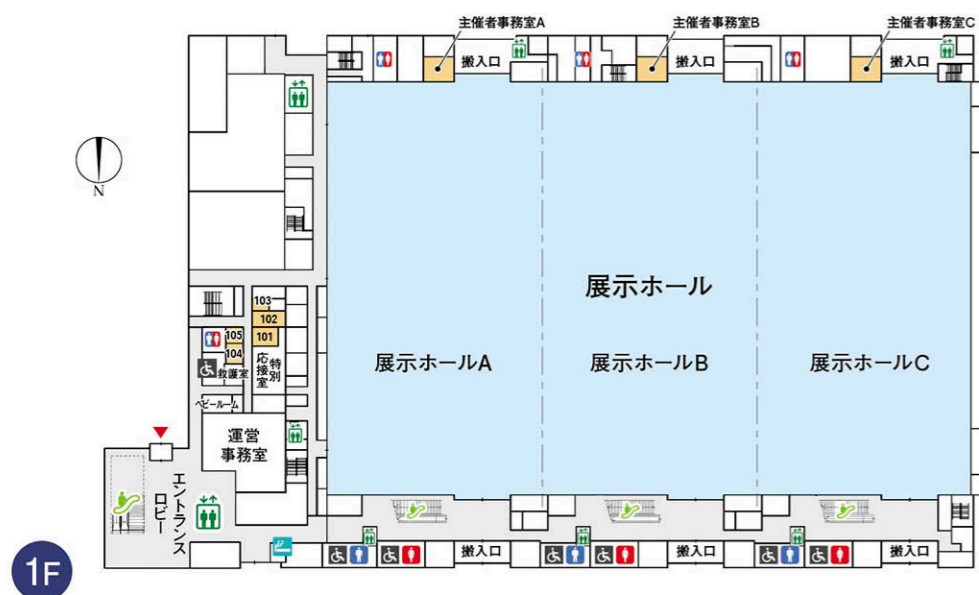 主催者事務室A
主催者事務室B
主催者事務室C
搬入口
搬入口
搬入口
N
展示ホール
103
102
101
105
104
救護室
特別
応接室
展示ホールA
展示ホールB
展示ホールC
ベビールーム
運営
事務室
エントランス
ロビー
搬入口
搬入口
搬入口
1F